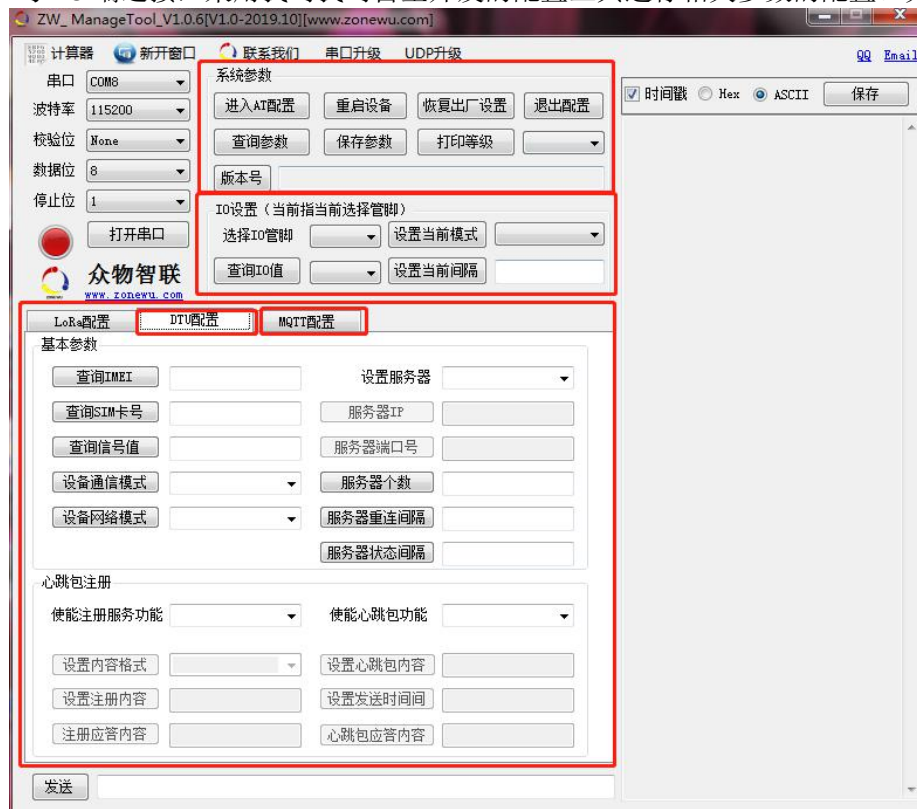 ZW_ ManageTool_V1.0.6[V1.0-2019.10][www.zonewu.com]
计算器 新开窗口 联系我们 串口升级 UDP升级 QQ Email
串口 COM8
波特率 115200
校验位 None
数据位 8
停止位 1
打开串口
众物智联
www.zonewu.com
系统参数
进入AT配置 重启设备 恢复出厂设置 退出配置
查询参数 保存参数 打印等级
版本号
IO设置（当前指当前选择管脚）
选择IO管脚 设置当前模式
查询IO值 设置当前间隔
时间戳 Hex ASCII 保存
LoRa配置 DTU配置 MQTT配置
基本参数
查询IMEI 设置服务器
查询SIM卡号 服务器IP
查询信号值 服务器端口号
设备通信模式 服务器个数
设备网络模式 服务器重连间隔
服务器状态间隔
心跳包注册
使能注册服务功能 使能心跳包功能
设置内容格式 设置心跳包内容
设置注册内容 设置发送时间间
注册应答内容 心跳包应答内容
发送